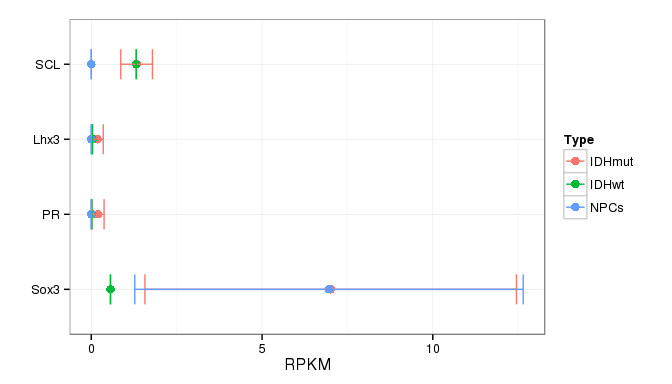 SCL
Lhx3
PR
Sox3
0 5 10
RPKM
Type
IDHmut
IDHwt
NPCs